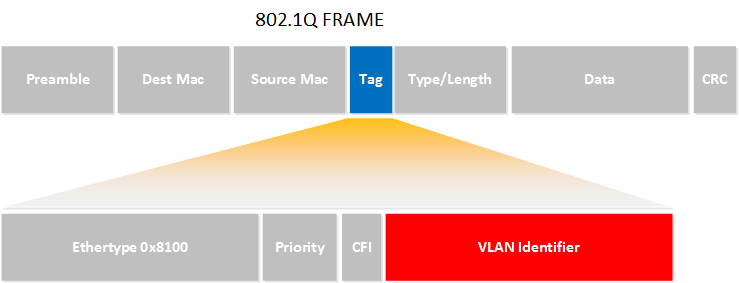 802.1Q FRAME
Preamble Dest Mac Source Mac Tag Type/Length Data CRC
Ethertype 0x8100 Priority CFI VLAN Identifier